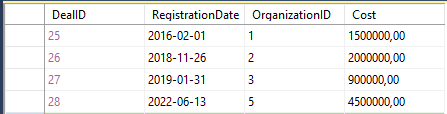 DealID RegistrationDate OrganizationID Cost
25 2016-02-01 1 1500000,00
26 2018-11-26 2 2000000,00
27 2019-01-31 3 900000,00
28 2022-06-13 5 4500000,00